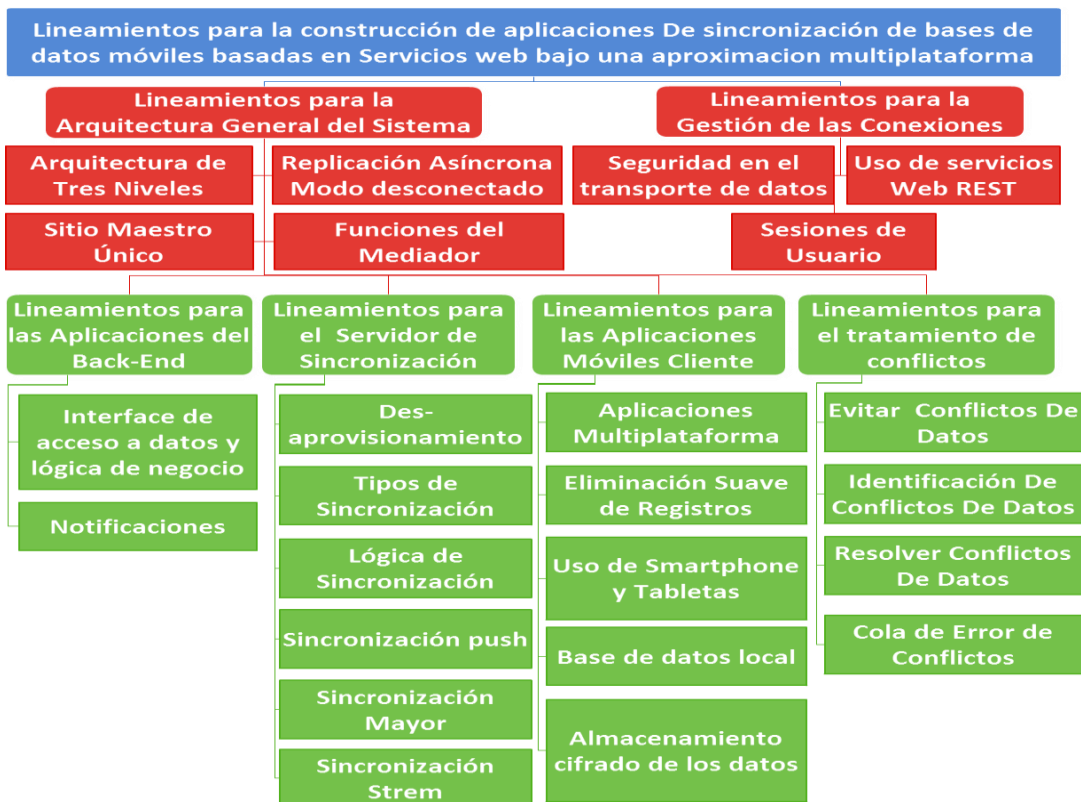 Lineamientos para la construcción de aplicaciones De sincronización de bases de
datos móviles basadas en Servicios web bajo una aproximacion multiplataforma
Lineamientos para la
Arquitectura General del Sistema
Lineamientos para la
Gestión de las Conexiones
Arquitectura de
Tres Niveles
Replicación Asíncrona
Modo desconectado
Seguridad en el
transporte de datos
Uso de servicios
Web REST
Sitio Maestro
Único
Funciones del
Mediador
Sesiones de
Usuario
Lineamientos para
las Aplicaciones del
Back-End
Lineamientos para
el Servidor de
Sincronización
Lineamientos para
las Aplicaciones
Móviles Cliente
Lineamientos para
el tratamiento de
conflictos
Interface de
acceso a datos y
lógica de negocio
Notificaciones
Des-
aprovisionamiento
Tipos de
Sincronización
Lógica de
Sincronización
Sincronización push
Sincronización
Mayor
Sincronización
Strem
Aplicaciones
Multiplataforma
Eliminación Suave
de Registros
Uso de Smartphone
y Tabletas
Base de datos local
Almacenamiento
cifrado de los datos
Evitar Conflictos De
Datos
Identificación De
Conflictos De Datos
Resolver Conflictos
De Datos
Cola de Error de
Conflictos